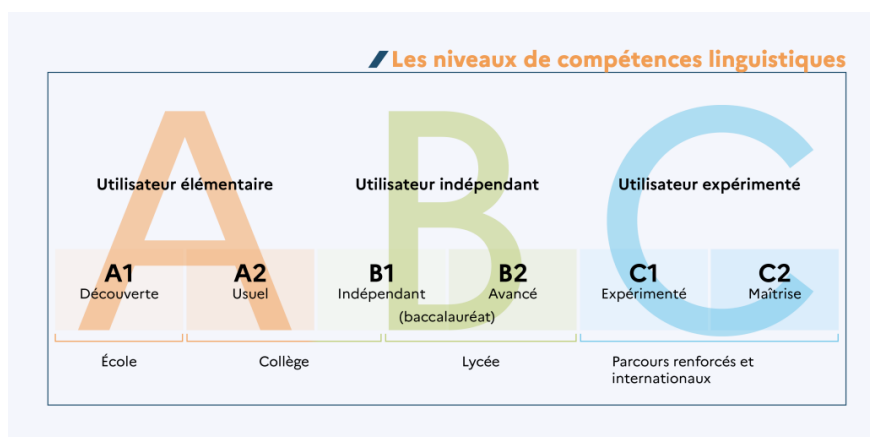 Les niveaux de compétences linguistiques
A B C
Utilisateur élémentaire Utilisateur indépendant Utilisateur expérimenté
A1 A2 B1 B2 C1 C2
Découverte Usuel Indépendant Avancé Expérimenté Maîtrise
(baccalauréat)
École Collège Lycée Parcours renforcés et
internationaux